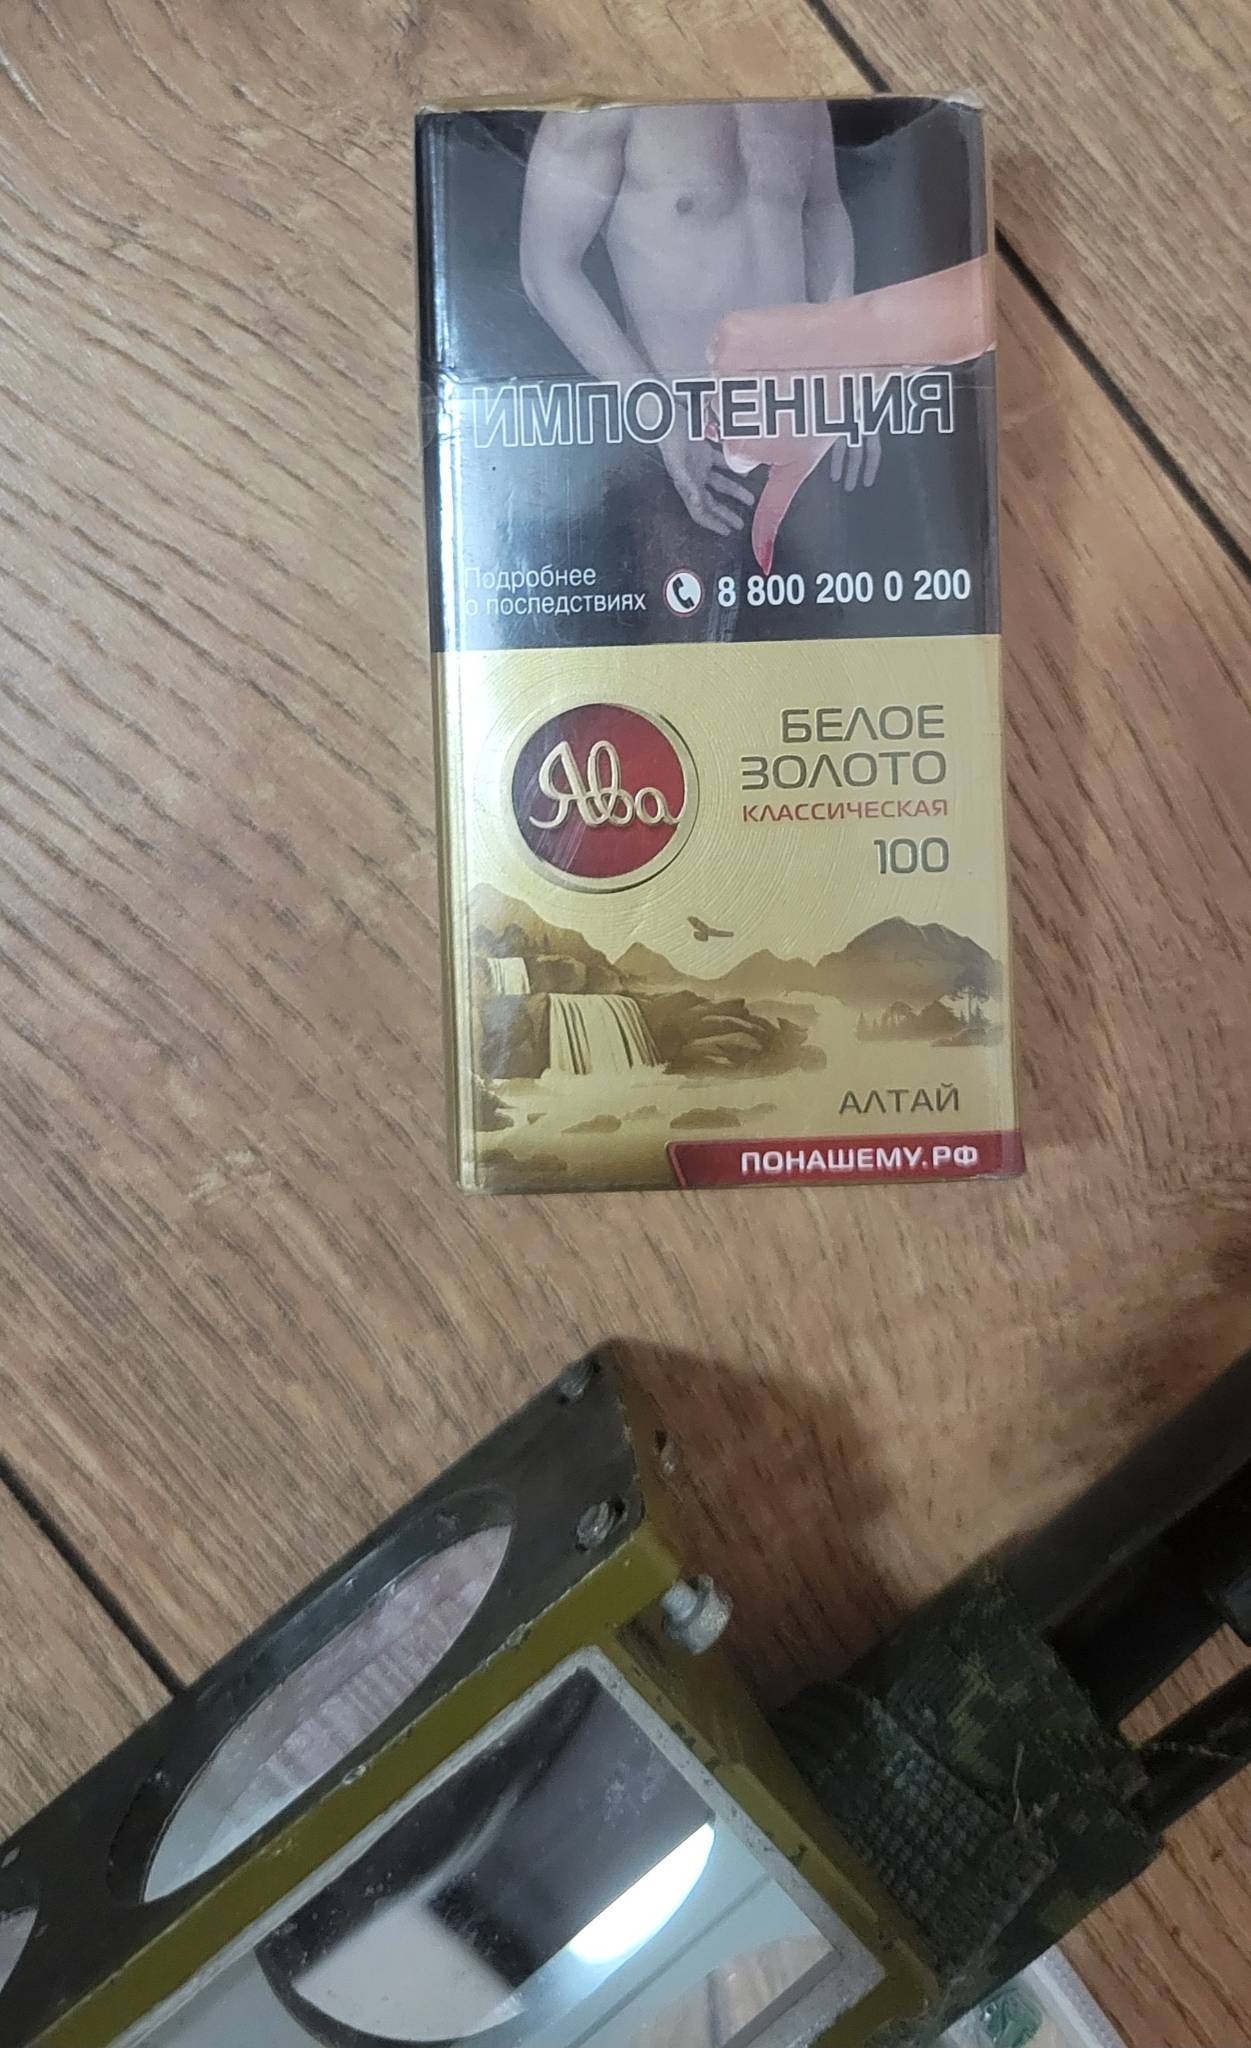 ИМПОТЕНЦИЯ
Подробнее
о последствиях
8 800 200 0 200
Ява
БЕЛОЕ
ЗОЛОТО
КЛАССИЧЕСКАЯ
100
АЛТАЙ
ПОНАШЕМУ.РФ